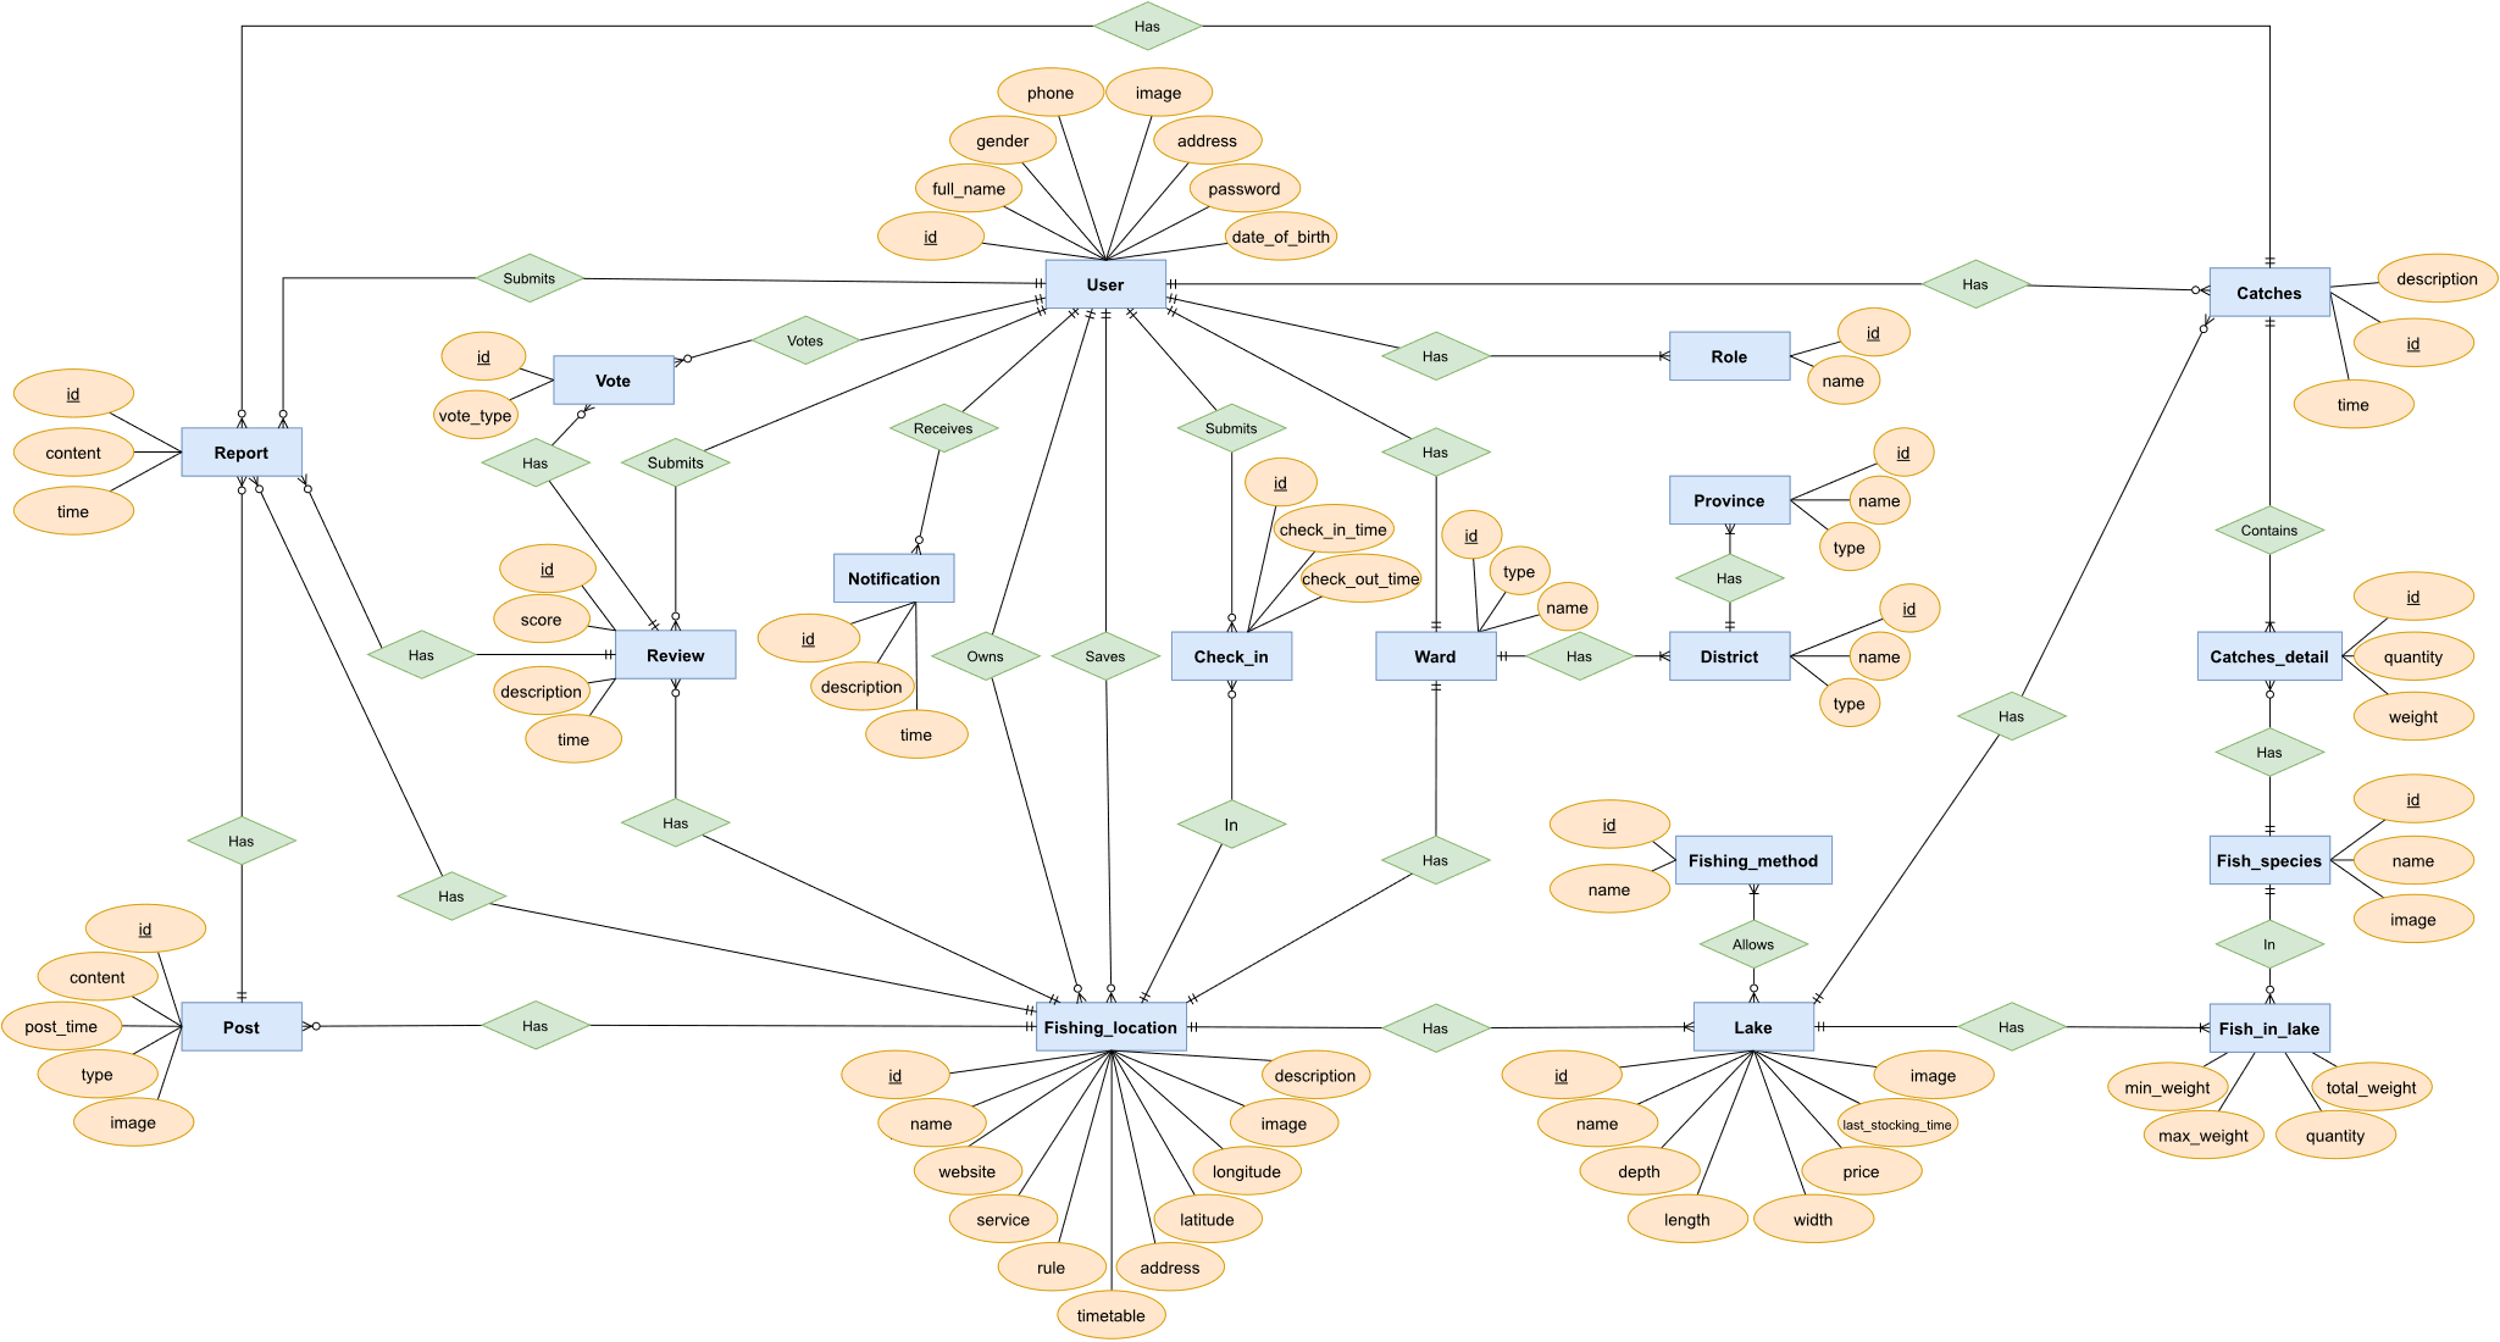 Has
phone
image
gender
address
full_name
password
id
date_of_birth
Submits
User
Has
Catches
description
id
time
Votes
Has
Role
id
name
id
vote_type
Vote
id
content
time
Report
Has
Submits
Receives
Submits
Has
id
check_in_time
check_out_time
Province
id
name
type
Contains
id
type
name
Has
id
score
description
time
Review
Has
Notification
id
description
time
Owns
Saves
Check_in
Ward
Has
District
id
name
type
Catches_detail
id
quantity
weight
Has
Has
Has
Has
Has
In
Has
id
name
Fishing_method
Fish_species
id
name
image
Has
Allows
In
id
content
post_time
type
image
Post
Has
Fishing_location
Has
Lake
Has
Fish_in_lake
id
name
website
service
rule
timetable
address
latitude
longitude
image
description
id
name
depth
length
width
price
last_stocking_time
image
min_weight
max_weight
quantity
total_weight